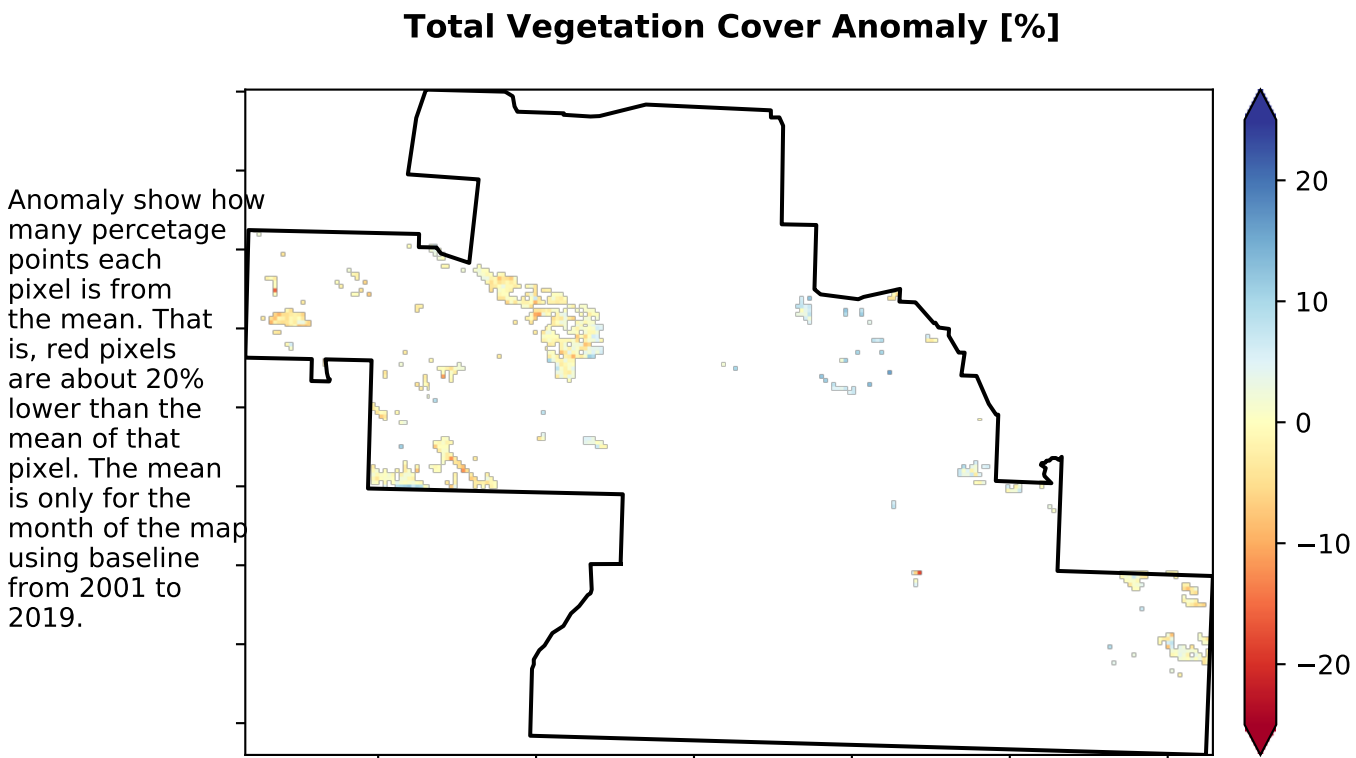 Total Vegetation Cover Anomaly [%]
Anomaly show how
many percetage
points each
pixel is from
the mean. That
is, red pixels
are about 20%
lower than the
mean of that
pixel. The mean
is only for the
month of the map
using baseline
from 2001 to
2019.
20
10
0
−10
−20